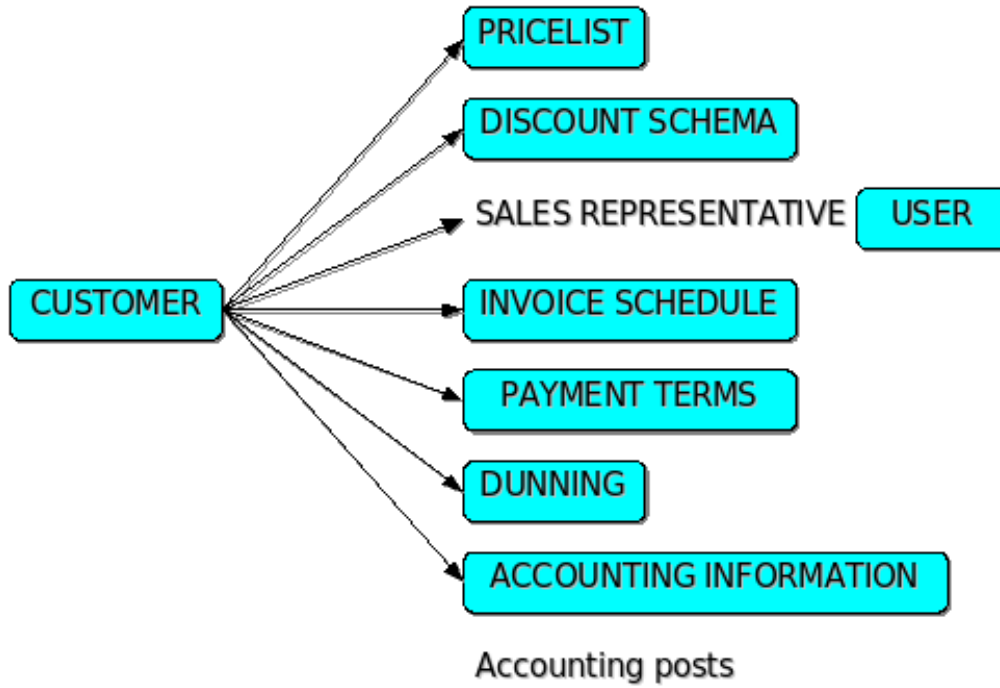 PRICELIST
DISCOUNT SCHEMA
SALES REPRESENTATIVE USER
CUSTOMER
INVOICE SCHEDULE
PAYMENT TERMS
DUNNING
ACCOUNTING INFORMATION
Accounting posts